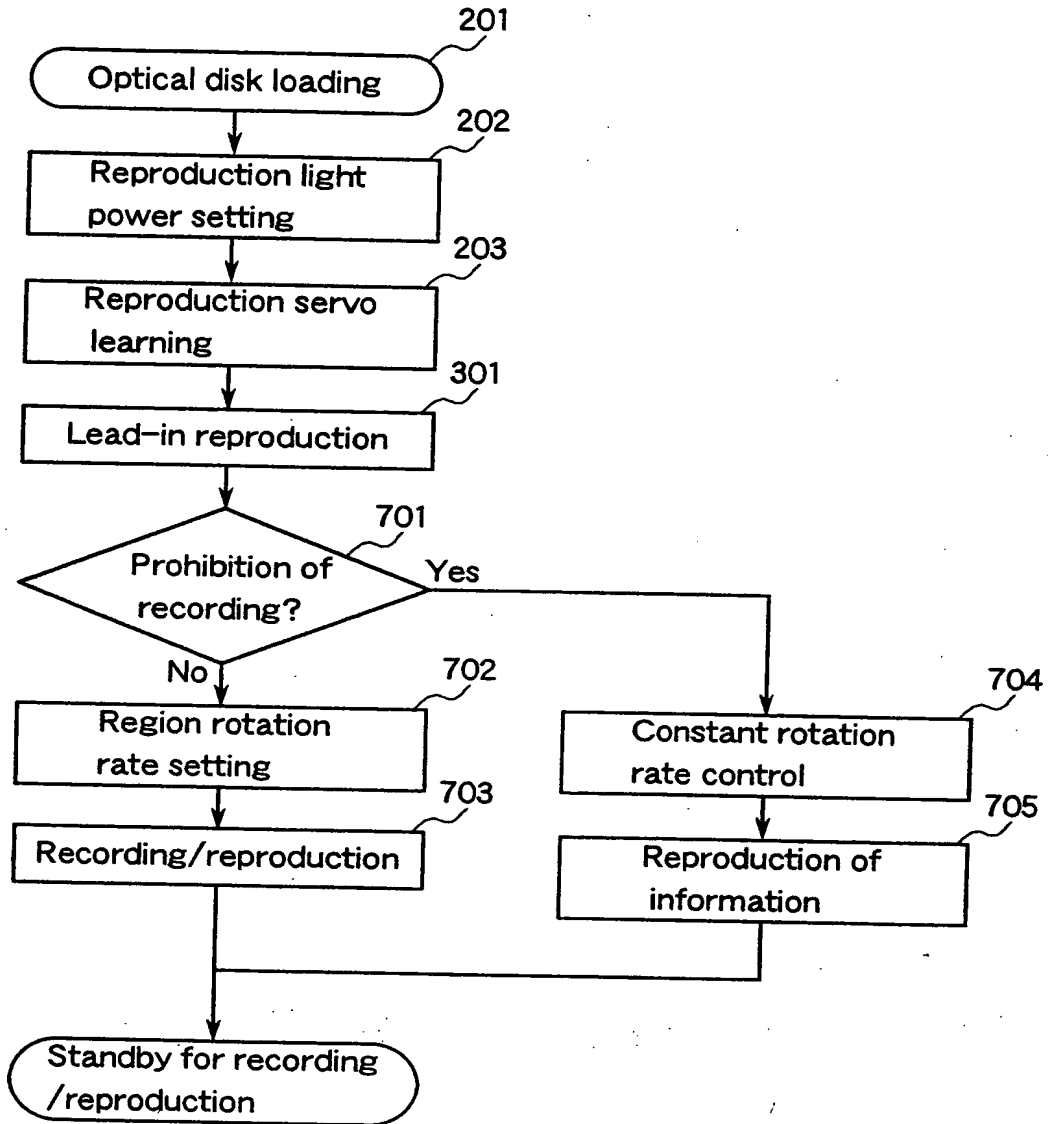 201
Optical disk loading
202
Reproduction light
power setting
203
Reproduction servo
learning
301
Lead-in reproduction
701
Prohibition of
recording?
Yes
No
702
Region rotation
rate setting
704
Constant rotation
rate control
703
Recording/reproduction
705
Reproduction of
information
Standby for recording
/reproduction